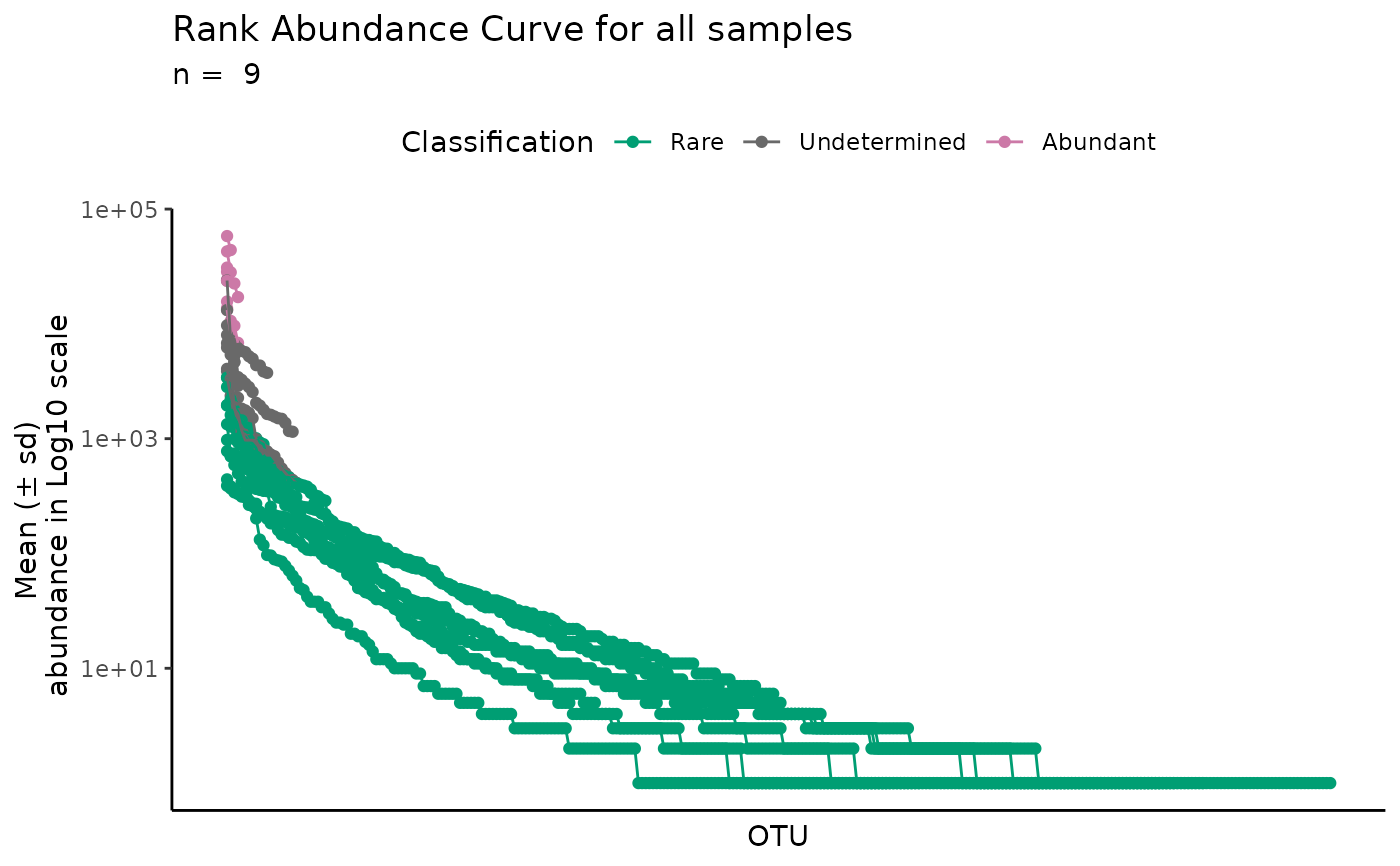 Rank Abundance Curve for all samples
n =  9
Classification Rare Undetermined Abundant
1e+05
1e+03
1e+01
Mean (± sd)
abundance in Log10 scale
OTU